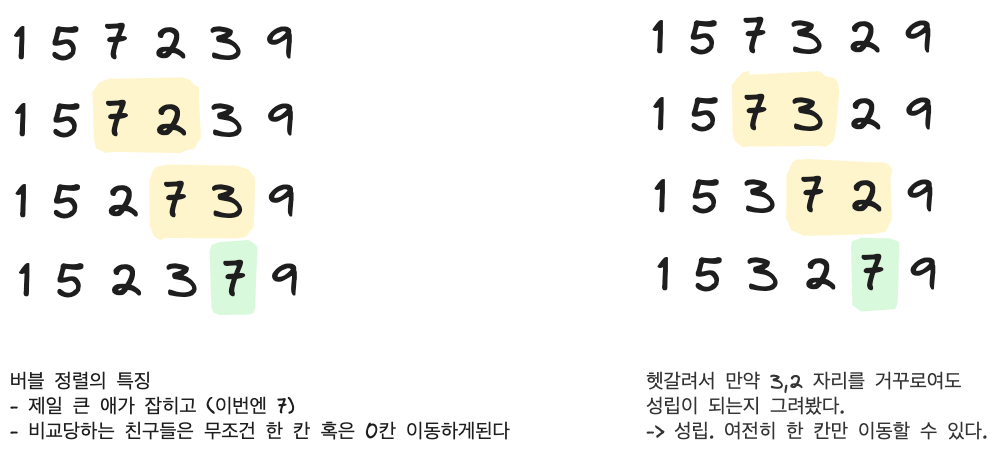 1 5 7 2 3 9
1 5 7 2 3 9
1 5 2 7 3 9
1 5 2 3 7 9
버블 정렬의 특징
- 제일 큰 애가 잡히고 (이번엔 7)
- 비교당하는 친구들은 무조건 한 칸 혹은 0칸 이동하게된다
1 5 7 3 2 9
1 5 7 3 2 9
1 5 3 7 2 9
1 5 3 2 7 9
헷갈려서 만약 3,2 자리를 거꾸로여도
성립이 되는지 그려봤다.
-> 성립. 여전히 한 칸만 이동할 수 있다.